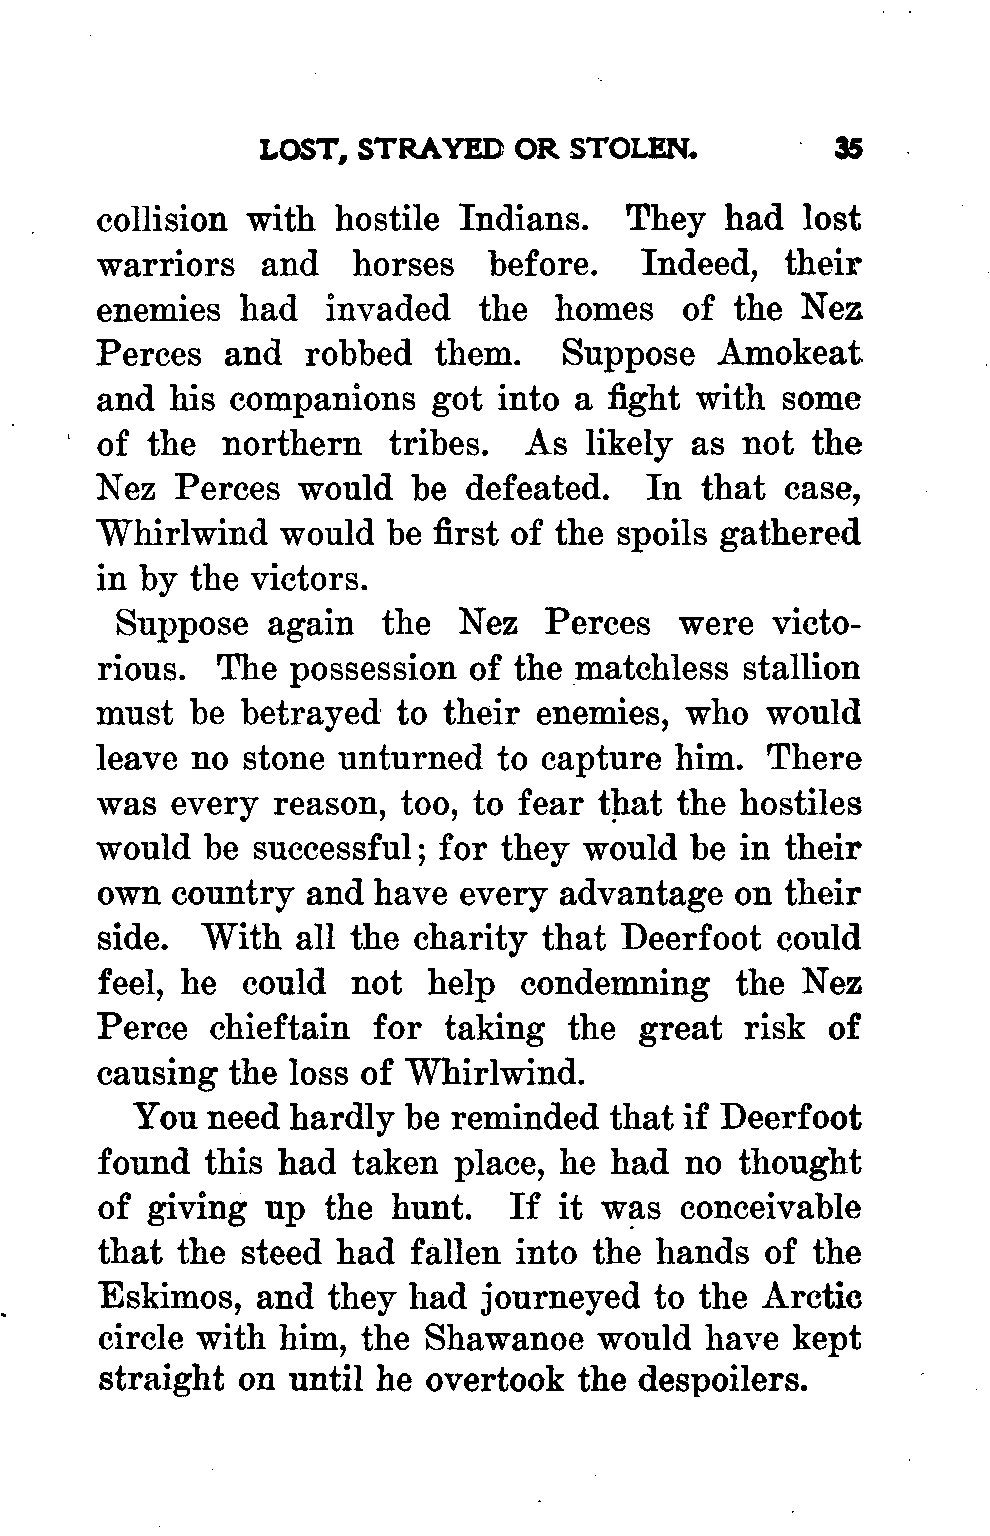 LOST, STRAYED OR STOLEN. 35
collision with hostile Indians. They had lost
warriors and horses before. Indeed, their
enemies had invaded the homes of the Nez
Perces and robbed them. Suppose Amokeat
and his companions got into a fight with some
of the northern tribes. As likely as not the
Nez Perces would be defeated. In that case,
Whirlwind would be first of the spoils gathered
in by the victors.
Suppose again the Nez Perces were victo-
rious. The possession of the matchless stallion
must be betrayed to their enemies, who would
leave no stone unturned to capture him. There
was every reason, too, to fear that the hostiles
would be successful; for they would be in their
own country and have every advantage on their
side. With all the charity that Deerfoot could
feel, he could not help condemning the Nez
Perce chieftain for taking the great risk of
causing the loss of Whirlwind.
You need hardly be reminded that if Deerfoot
found this had taken place, he had no thought
of giving up the hunt. If it was conceivable
that the steed had fallen into the hands of the
Eskimos, and they had journeyed to the Arctic
circle with him, the Shawanoe would have kept
straight on until he overtook the despoilers.